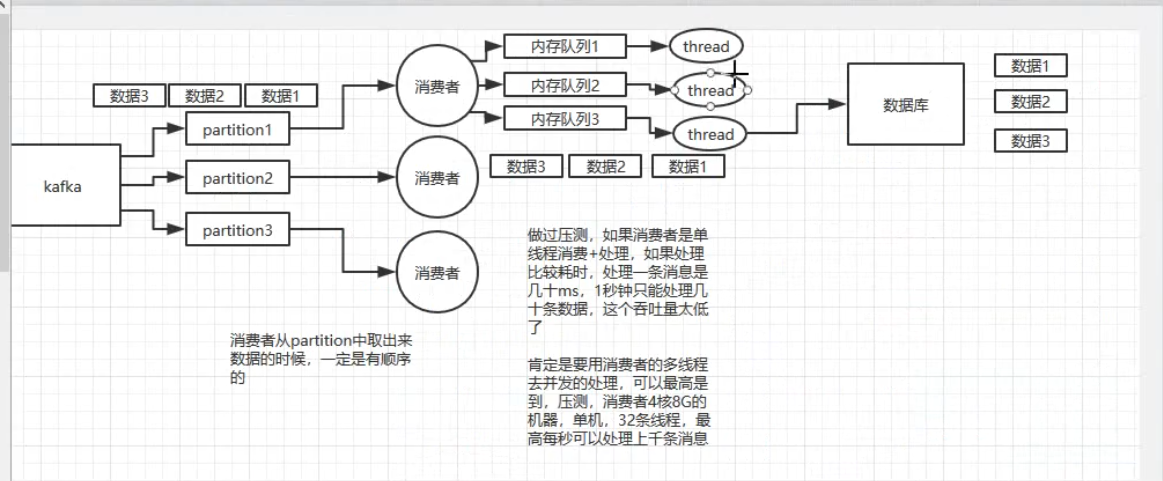 内存队列1
thread
消费者
内存队列2
thread
数据库
数据1
数据3
数据2
数据1
数据2
partition1
内存队列3
thread
数据3
kafka
partition2
消费者
数据3
数据2
数据1
partition3
消费者
做过压测，如果消费者是单
线程消费+处理，如果处理
比较耗时，处理一条消息是
几十ms，1秒钟只能处理几
十条数据，这个吞吐量太低
了
消费者从partition中取出来
数据的时候，一定是有顺序
的
肯定是要用消费者的多线程
去并发的处理，可以最高是
到，压测，消费者4核8G的
机器，单机，32条线程，最
高每秒可以处理上千条消息